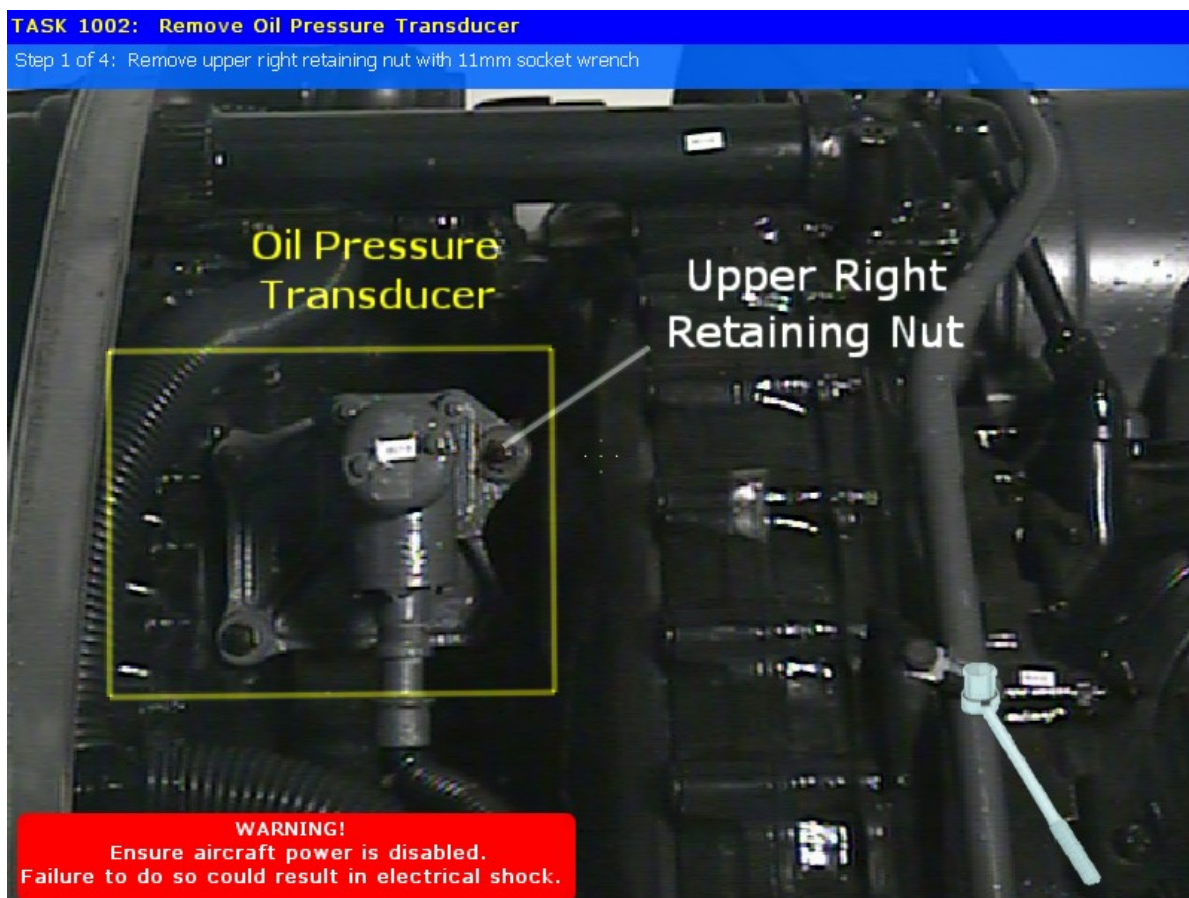 TASK 1002: Remove Oil Pressure Transducer
Step 1 of 4: Remove upper right retaining nut with 11mm socket wrench
Oil Pressure
Transducer
Upper Right
Retaining Nut
WARNING!
Ensure aircraft power is disabled.
Failure to do so could result in electrical shock.